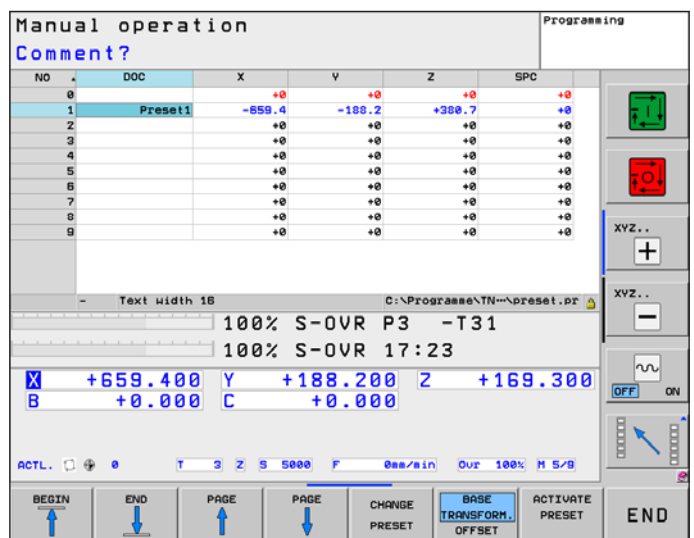 Manual operation
Programming
Comment?
NO DOC X Y Z SPC
0 +0 +0 +0 +0
1 Preset1 -659.4 -188.2 +380.7 +0
2 +0 +0 +0 +0
3 +0 +0 +0 +0
4 +0 +0 +0 +0
5 +0 +0 +0 +0
6 +0 +0 +0 +0
7 +0 +0 +0 +0
8 +0 +0 +0 +0
9 +0 +0 +0 +0
- Text width 16 C:\Programme\TN…\preset.pr
100% S-OVR P3 -T31
100% S-OVR 17:23
X +659.400 Y +188.200 Z +169.300
B +0.000 C +0.000
ACTL. 0 T 3 Z S 5000 F 0mm/min Ovr 100% M 5/9
XYZ..
+
XYZ..
-
OFF ON
BEGIN
END
PAGE
PAGE
CHANGE
PRESET
BASE
TRANSFORM.
OFFSET
ACTIVATE
PRESET
END